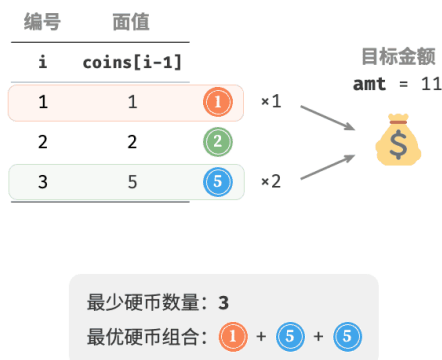 编号 面值
i coins[i-1]
目标金额
amt = 11
1 1 1 ×1
2 2 2
3 5 5 ×2
$
最少硬币数量：3
最优硬币组合：1 + 5 + 5